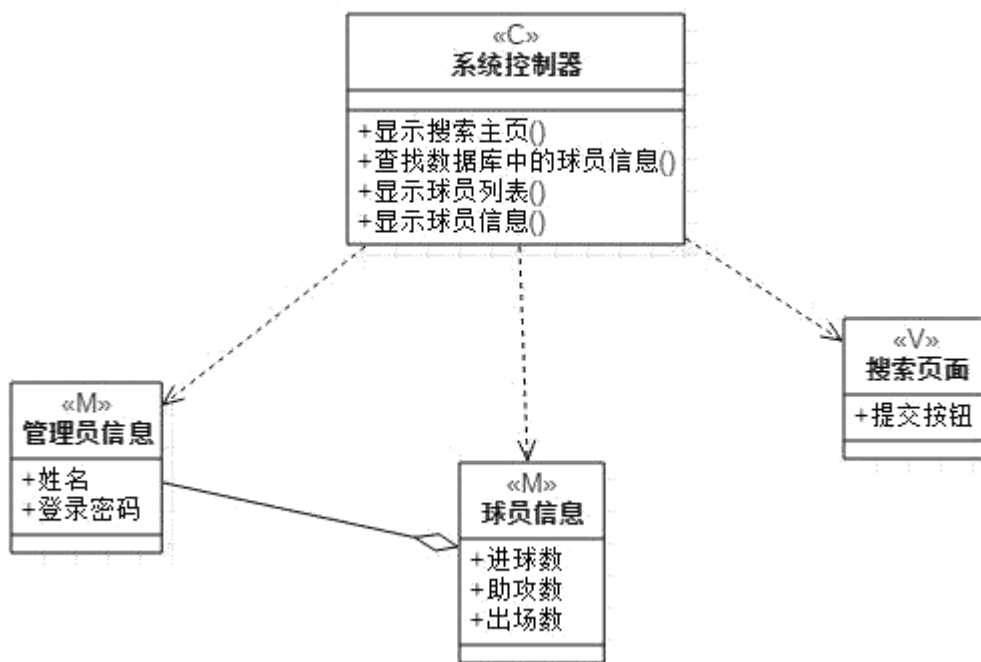 «C»
系统控制器
+显示搜索主页()
+查找数据库中的球员信息()
+显示球员列表()
+显示球员信息()
«V»
搜索页面
+提交按钮
«M»
管理员信息
+姓名
+登录密码
«M»
球员信息
+进球数
+助攻数
+出场数